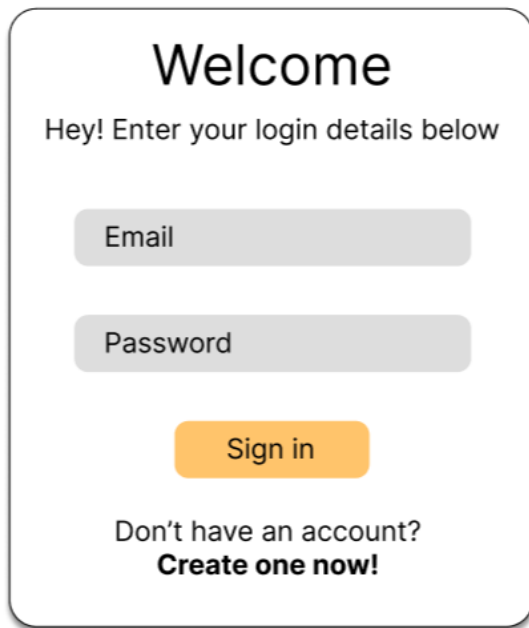 Welcome
Hey! Enter your login details below
Email
Password
Sign in
Don’t have an account?
Create one now!